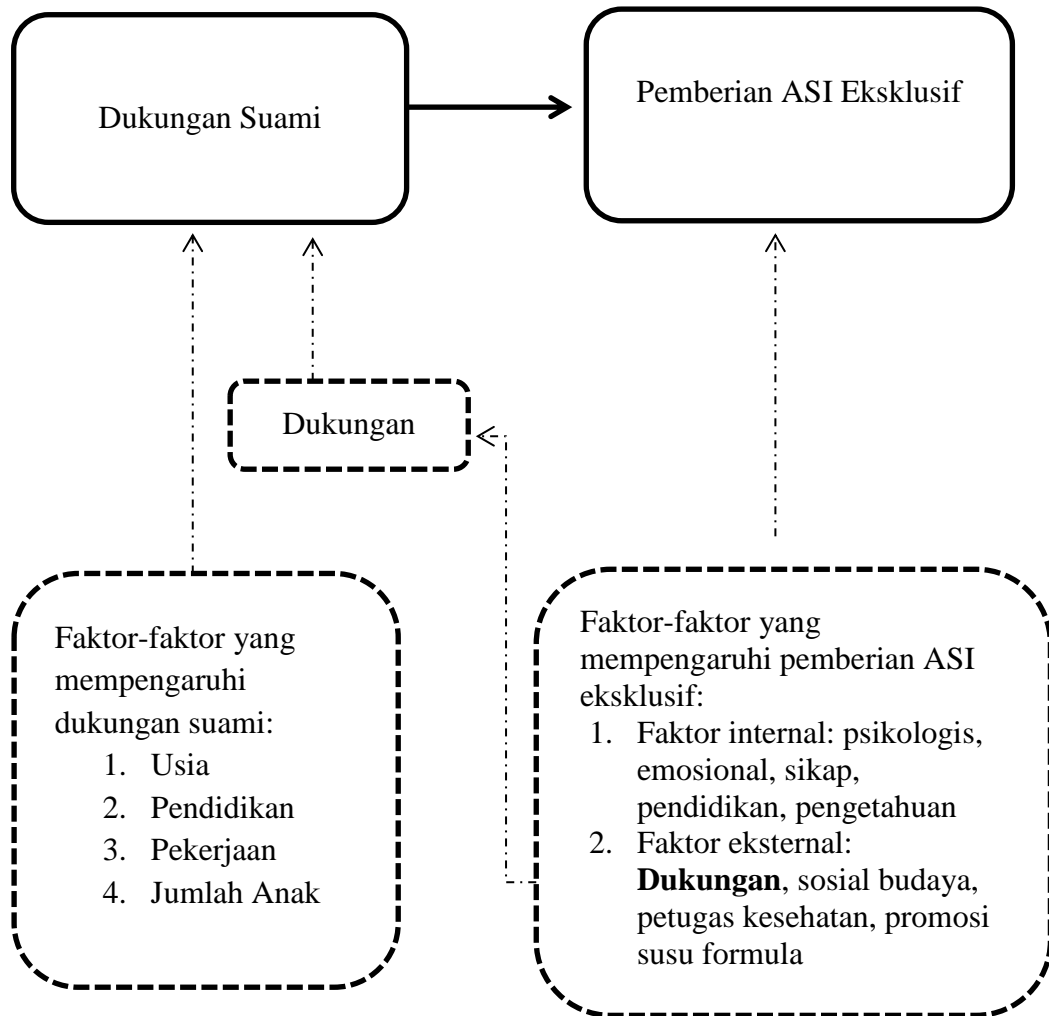 Dukungan Suami
Pemberian ASI Eksklusif
Dukungan
Faktor-faktor yang
mempengaruhi
dukungan suami:
1. Usia
2. Pendidikan
3. Pekerjaan
4. Jumlah Anak
Faktor-faktor yang
mempengaruhi pemberian ASI
eksklusif:
1. Faktor internal: psikologis,
emosional, sikap,
pendidikan, pengetahuan
2. Faktor eksternal:
Dukungan, sosial budaya,
petugas kesehatan, promosi
susu formula